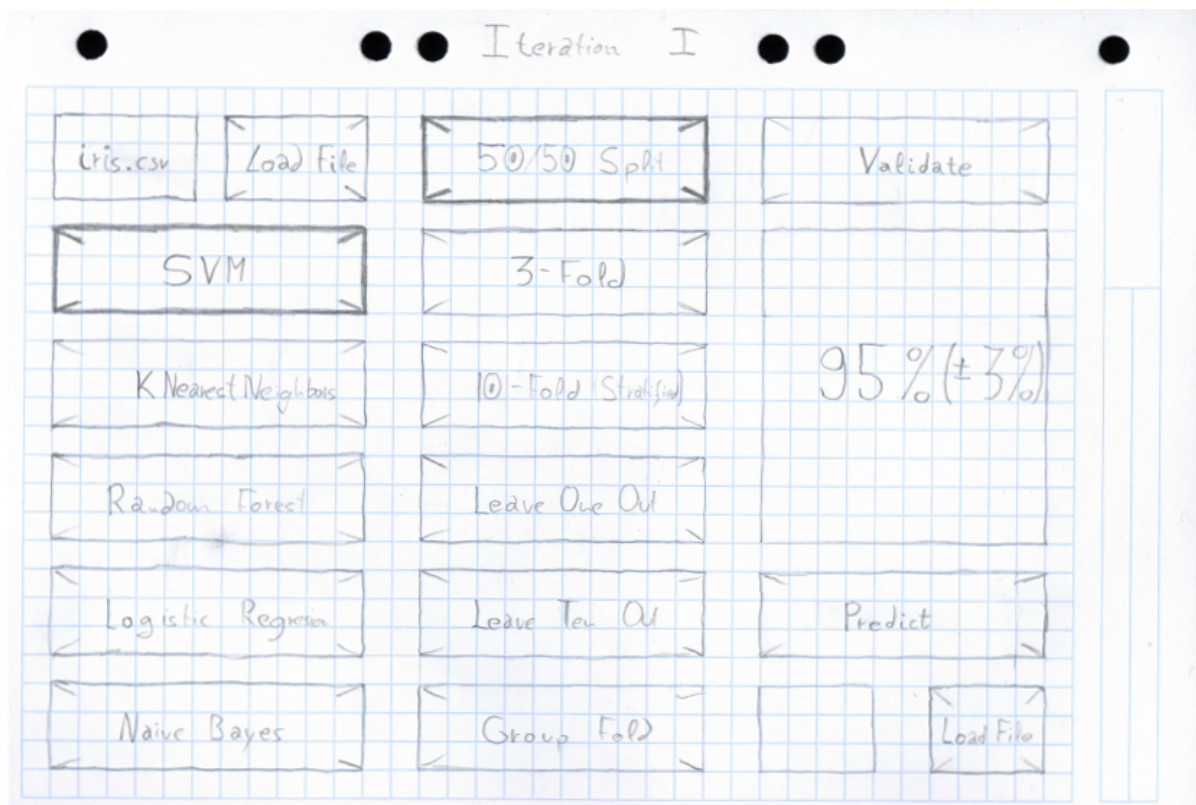 Iteration I
iris.csv
Load File
50/50 Split
Validate
SVM
3-Fold
95% (±3%)
K Nearest Neighbors
10-Fold (Stratified)
Random Forest
Leave One Out
Logistic Regresion
Leave Ten Out
Predict
Naive Bayes
Group Fold
Load File